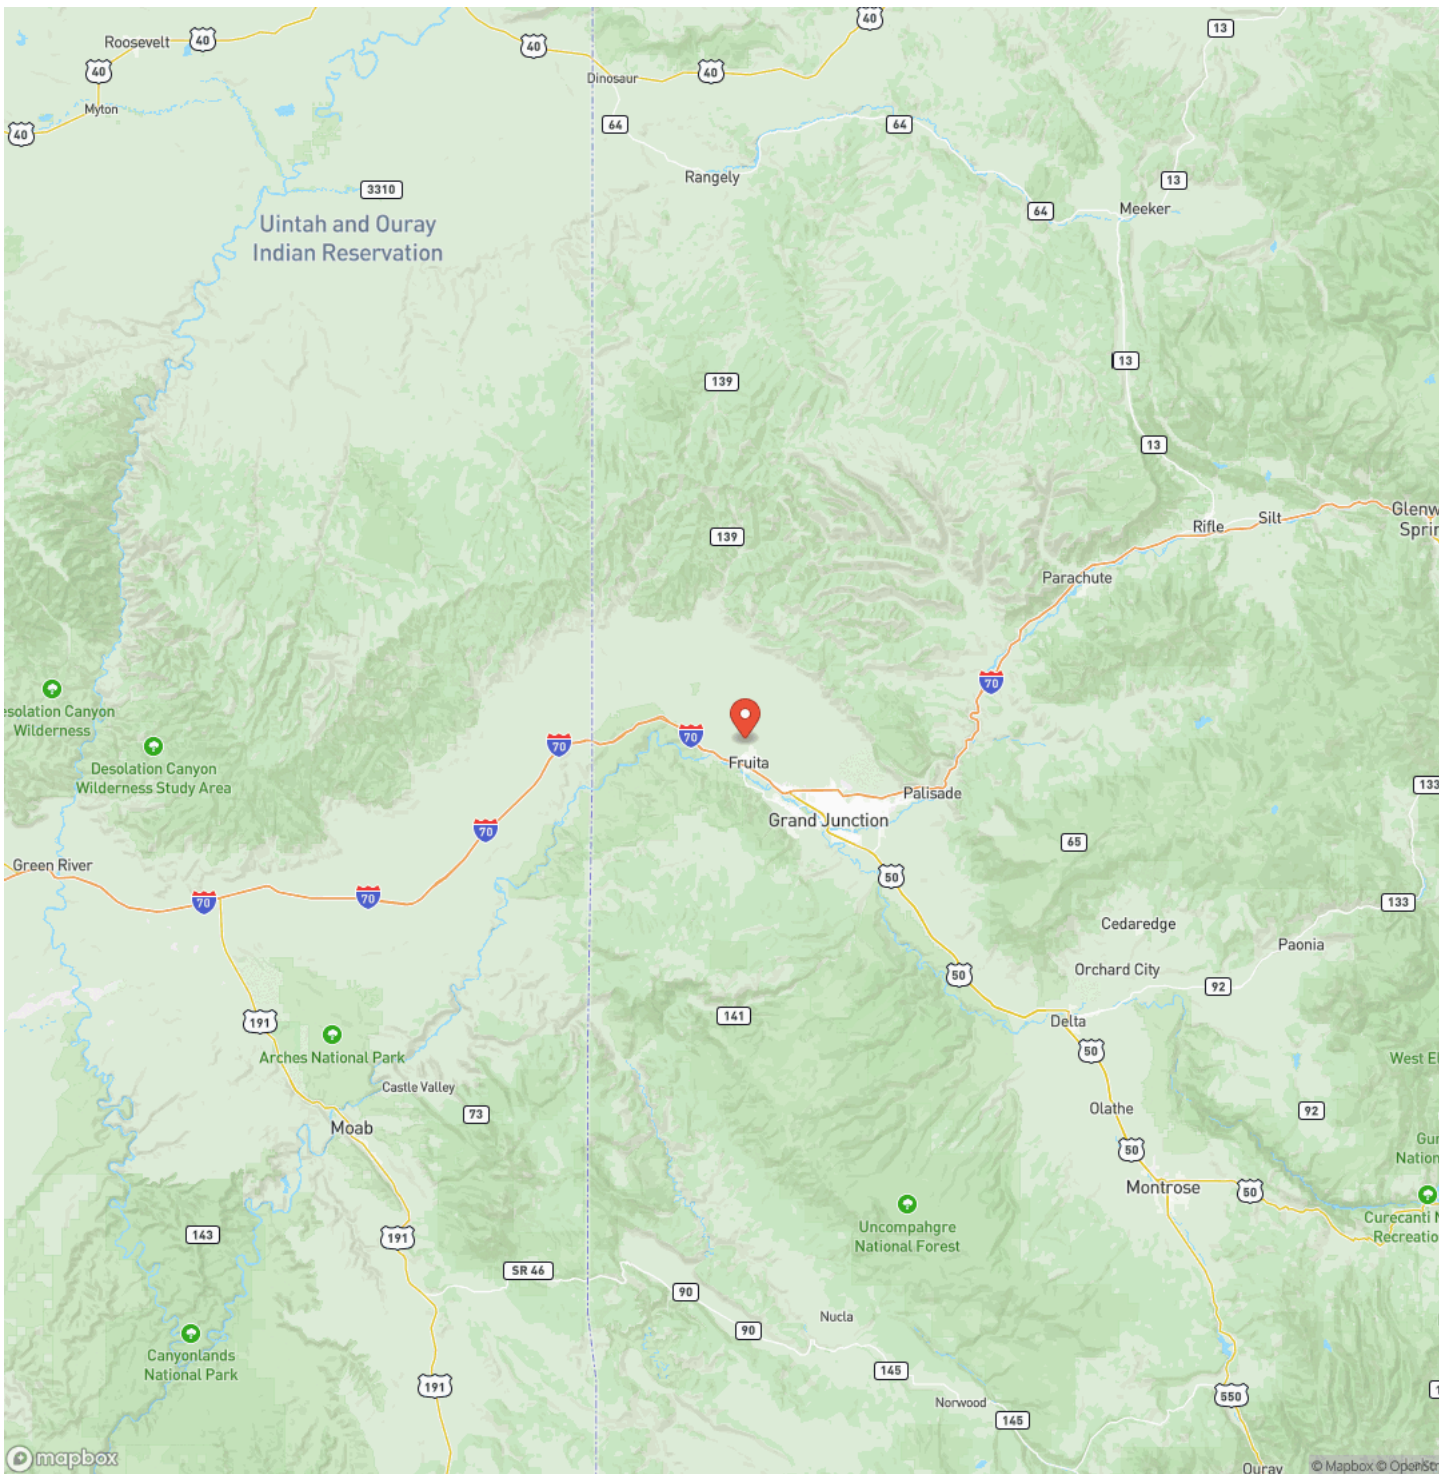 40
13
Roosevelt
40
40
Dinosaur
40
40
Myton
40
64
64
Rangely
3310
13
64
Meeker
Uintah and Ouray
Indian Reservation
13
139
13
139
Glenw
Sprin
Silt
Rifle
Parachute
70
esolation Canyon
Wilderness
70
70
Fruita
Desolation Canyon
Wilderness Study Area
133
Palisade
Grand Junction
70
65
Green River
50
70
70
133
Cedaredge
Paonia
Orchard City
50
92
141
Delta
191
Arches National Park
50
West El
Castle Valley
73
Olathe
92
Moab
50
Gun
Nation
Montrose
50
Uncompahgre
National Forest
Curecanti N
Recreatio
143
191
SR 46
90
Nucla
90
Canyonlands
National Park
145
191
Norwood
550
1
145
mapbox
Ouray
© Mapbox © OpenStr